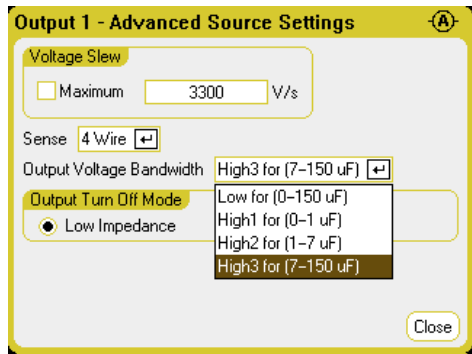 Output 1 - Advanced Source Settings
A
Voltage Slew
Maximum 3300 V/s
Sense 4 Wire
Output Voltage Bandwidth High3 for (7–150 uF)
Low for (0–150 uF)
High1 for (0–1 uF)
High2 for (1–7 uF)
High3 for (7–150 uF)
Output Turn Off Mode
Low Impedance
Close